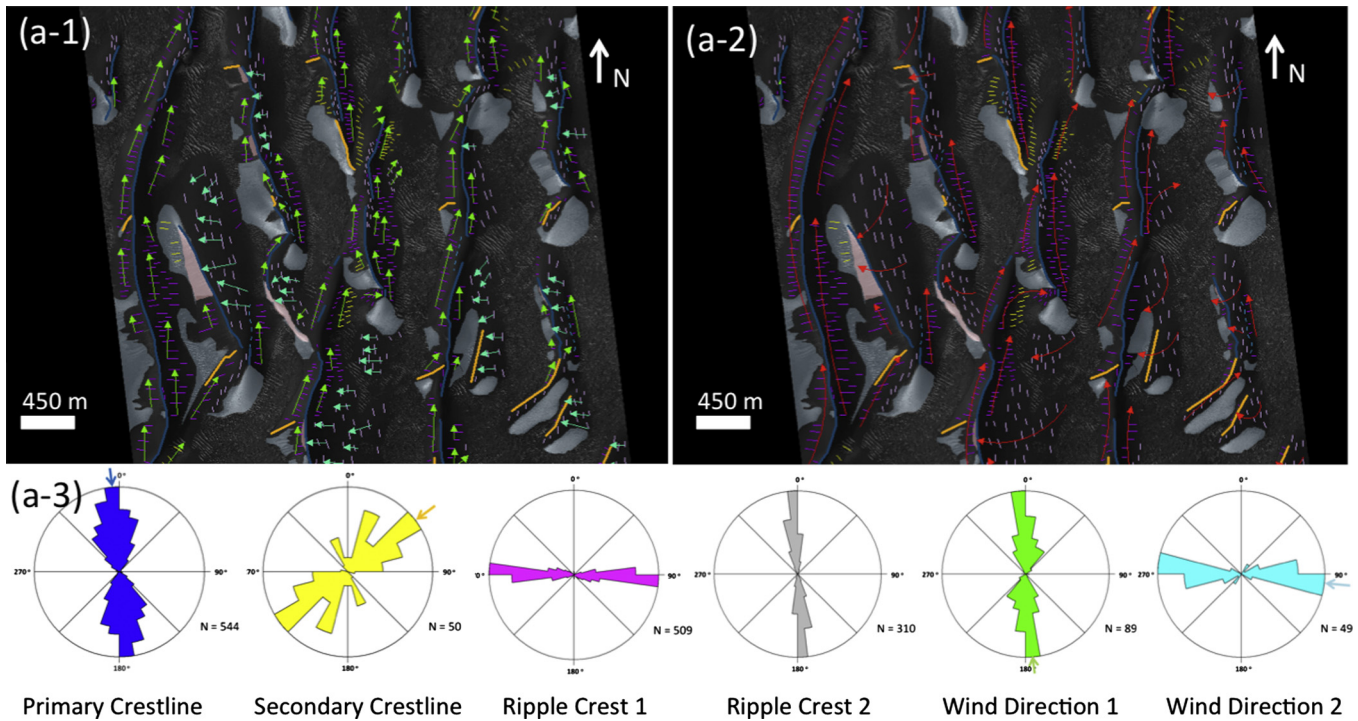 (a-1)
N
450 m
(a-2)
N
450 m
(a-3)
0°
270°
90°
180°
N = 544
0°
70°
90°
180°
N = 50
0°
90°
180°
N = 509
0°
270°
90°
180°
N = 310
0°
270°
90°
180°
N = 89
0°
270°
90°
180°
N = 49
Primary Crestline
Secondary Crestline
Ripple Crest 1
Ripple Crest 2
Wind Direction 1
Wind Direction 2